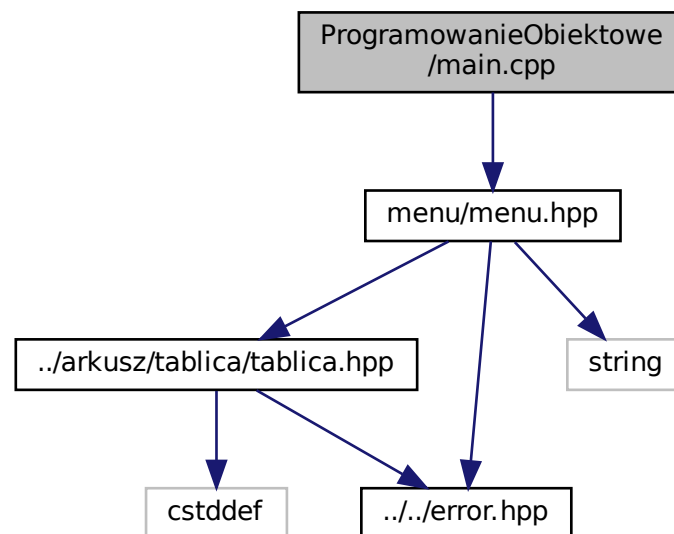 ProgramowanieObiektowe
/main.cpp
menu/menu.hpp
../arkusz/tablica/tablica.hpp
string
cstddef
../../error.hpp